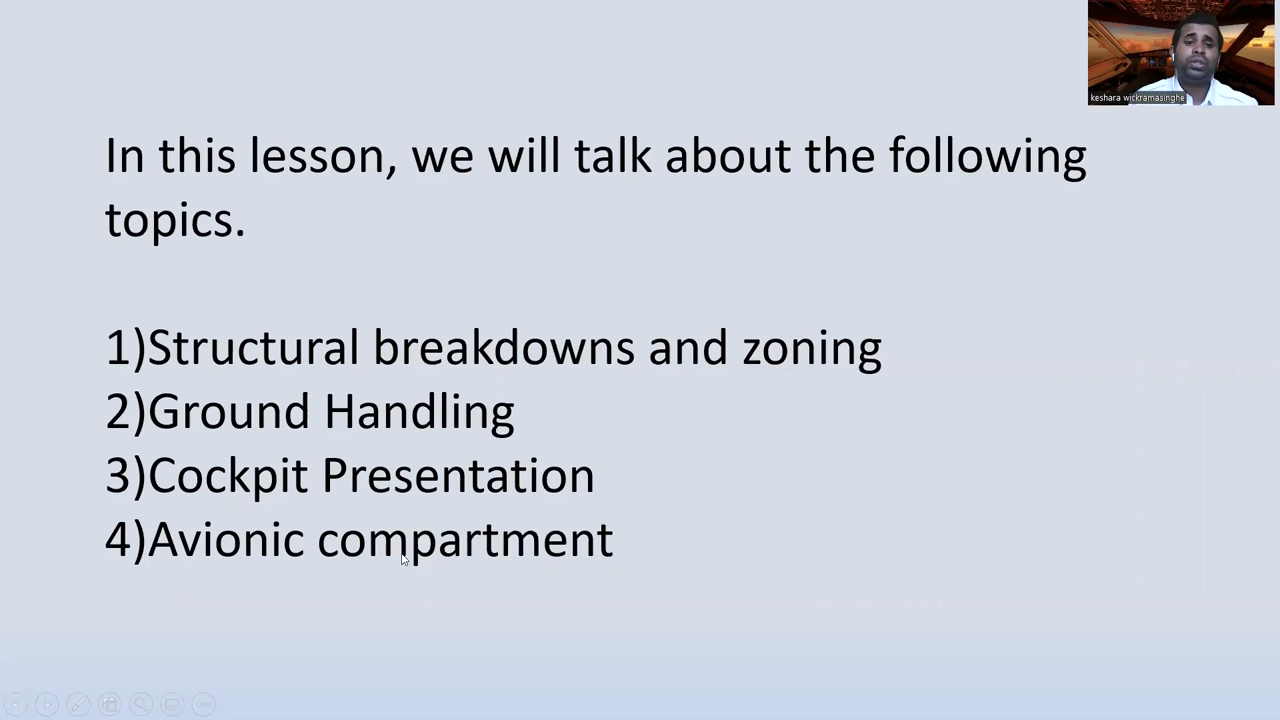 keshara wickramasinghe
In this lesson, we will talk about the following
topics.
1)Structural breakdowns and zoning
2)Ground Handling
3)Cockpit Presentation
4)Avionic compartment